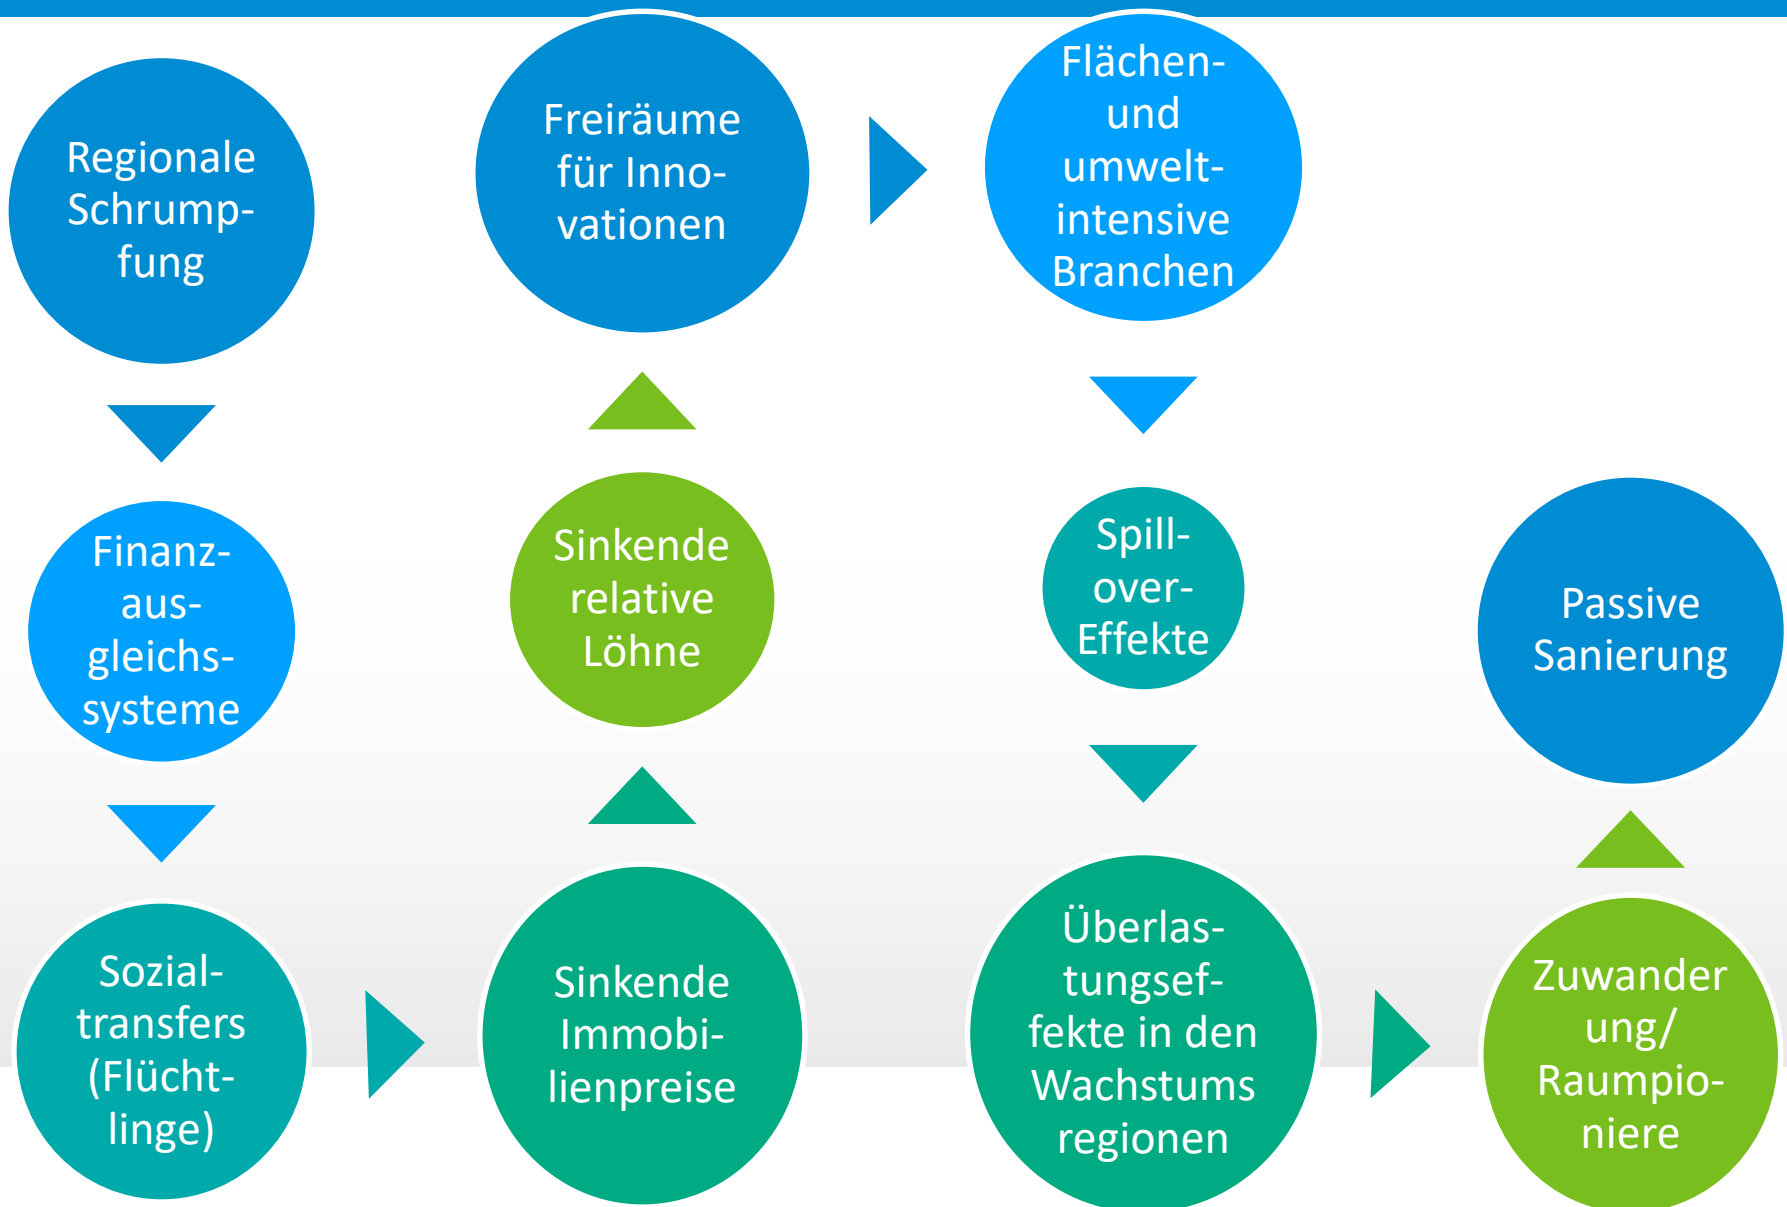 Regionale
Schrump-
fung
Finanz-
aus-
gleichs-
systeme
Sozial-
transfers
(Flücht-
linge)
Sinkende
Immobi-
lienpreise
Sinkende
relative
Löhne
Freiräume
für Inno-
vationen
Flächen-
und
umwelt-
intensive
Branchen
Spill-
over-
Effekte
Überlas-
tungsef-
fekte in den
Wachstums
regionen
Zuwander
ung/
Raumpio-
niere
Passive
Sanierung